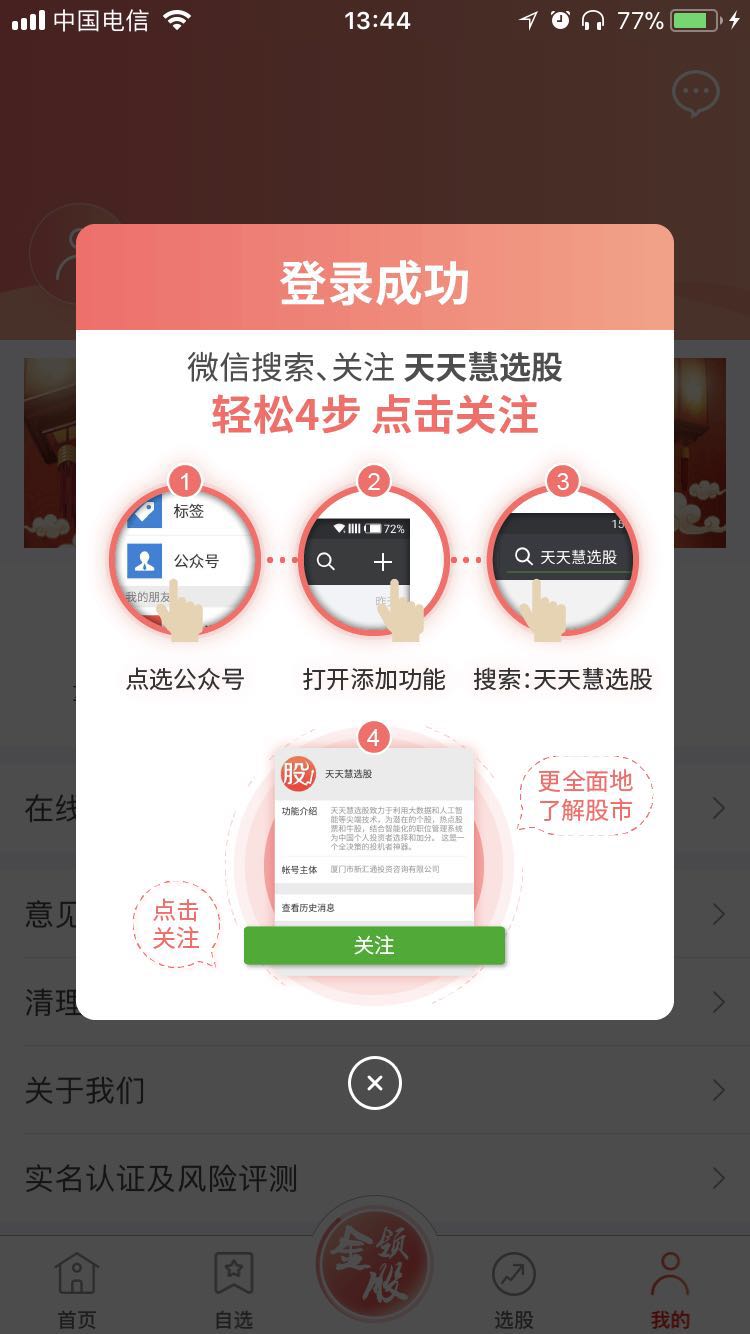 中国电信
13:44
77%
登录成功
微信搜索、关注 天天慧选股
轻松4步 点击关注
1
2
3
标签
公众号
我的朋友
72%
昨天
15
天天慧选股
点选公众号
打开添加功能
搜索:天天慧选股
4
股
天天慧选股
功能介绍
天天慧选股致力于利用大数据和人工智
能等尖端技术，为潜在的个股，热点股
票和牛股，结合智能化的职位管理系统
为中国个人投资者选择和加分。这是一
个全决策的投机者神器。
帐号主体
厦门市新汇通投资咨询有限公司
查看历史消息
关注
更全面地
了解股市
点击
关注
在线
意见
清理
关于我们
实名认证及风险评测
金领股
首页
自选
选股
我的